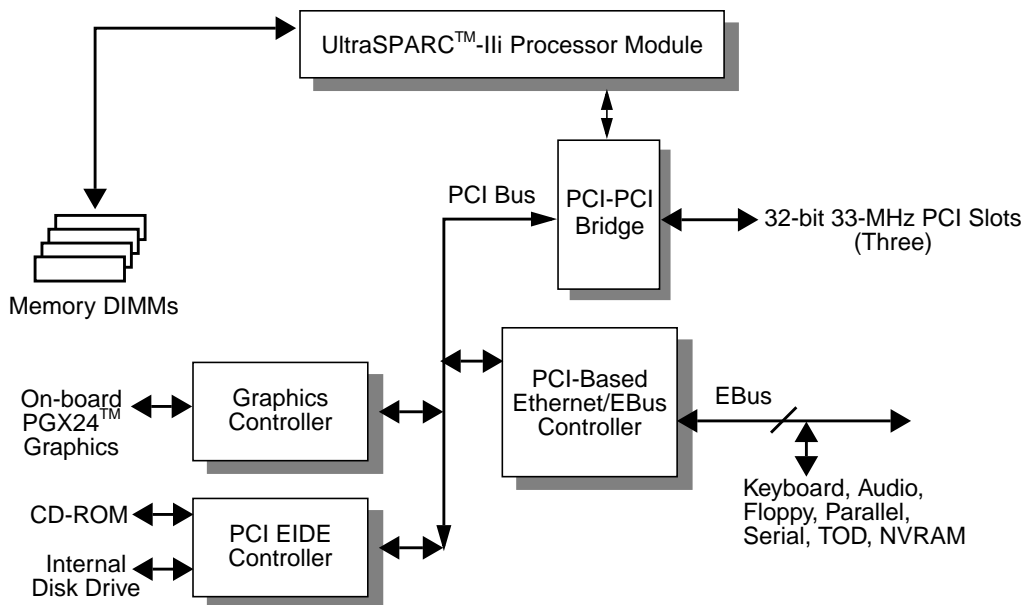 UltraSPARC™-IIi Processor Module
PCI Bus
PCI-PCI
Bridge
32-bit 33-MHz PCI Slots
(Three)
Memory DIMMs
On-board
PGX24™
Graphics
Graphics
Controller
PCI-Based
Ethernet/EBus
Controller
EBus
Keyboard, Audio,
Floppy, Parallel,
Serial, TOD, NVRAM
CD-ROM
Internal
Disk Drive
PCI EIDE
Controller